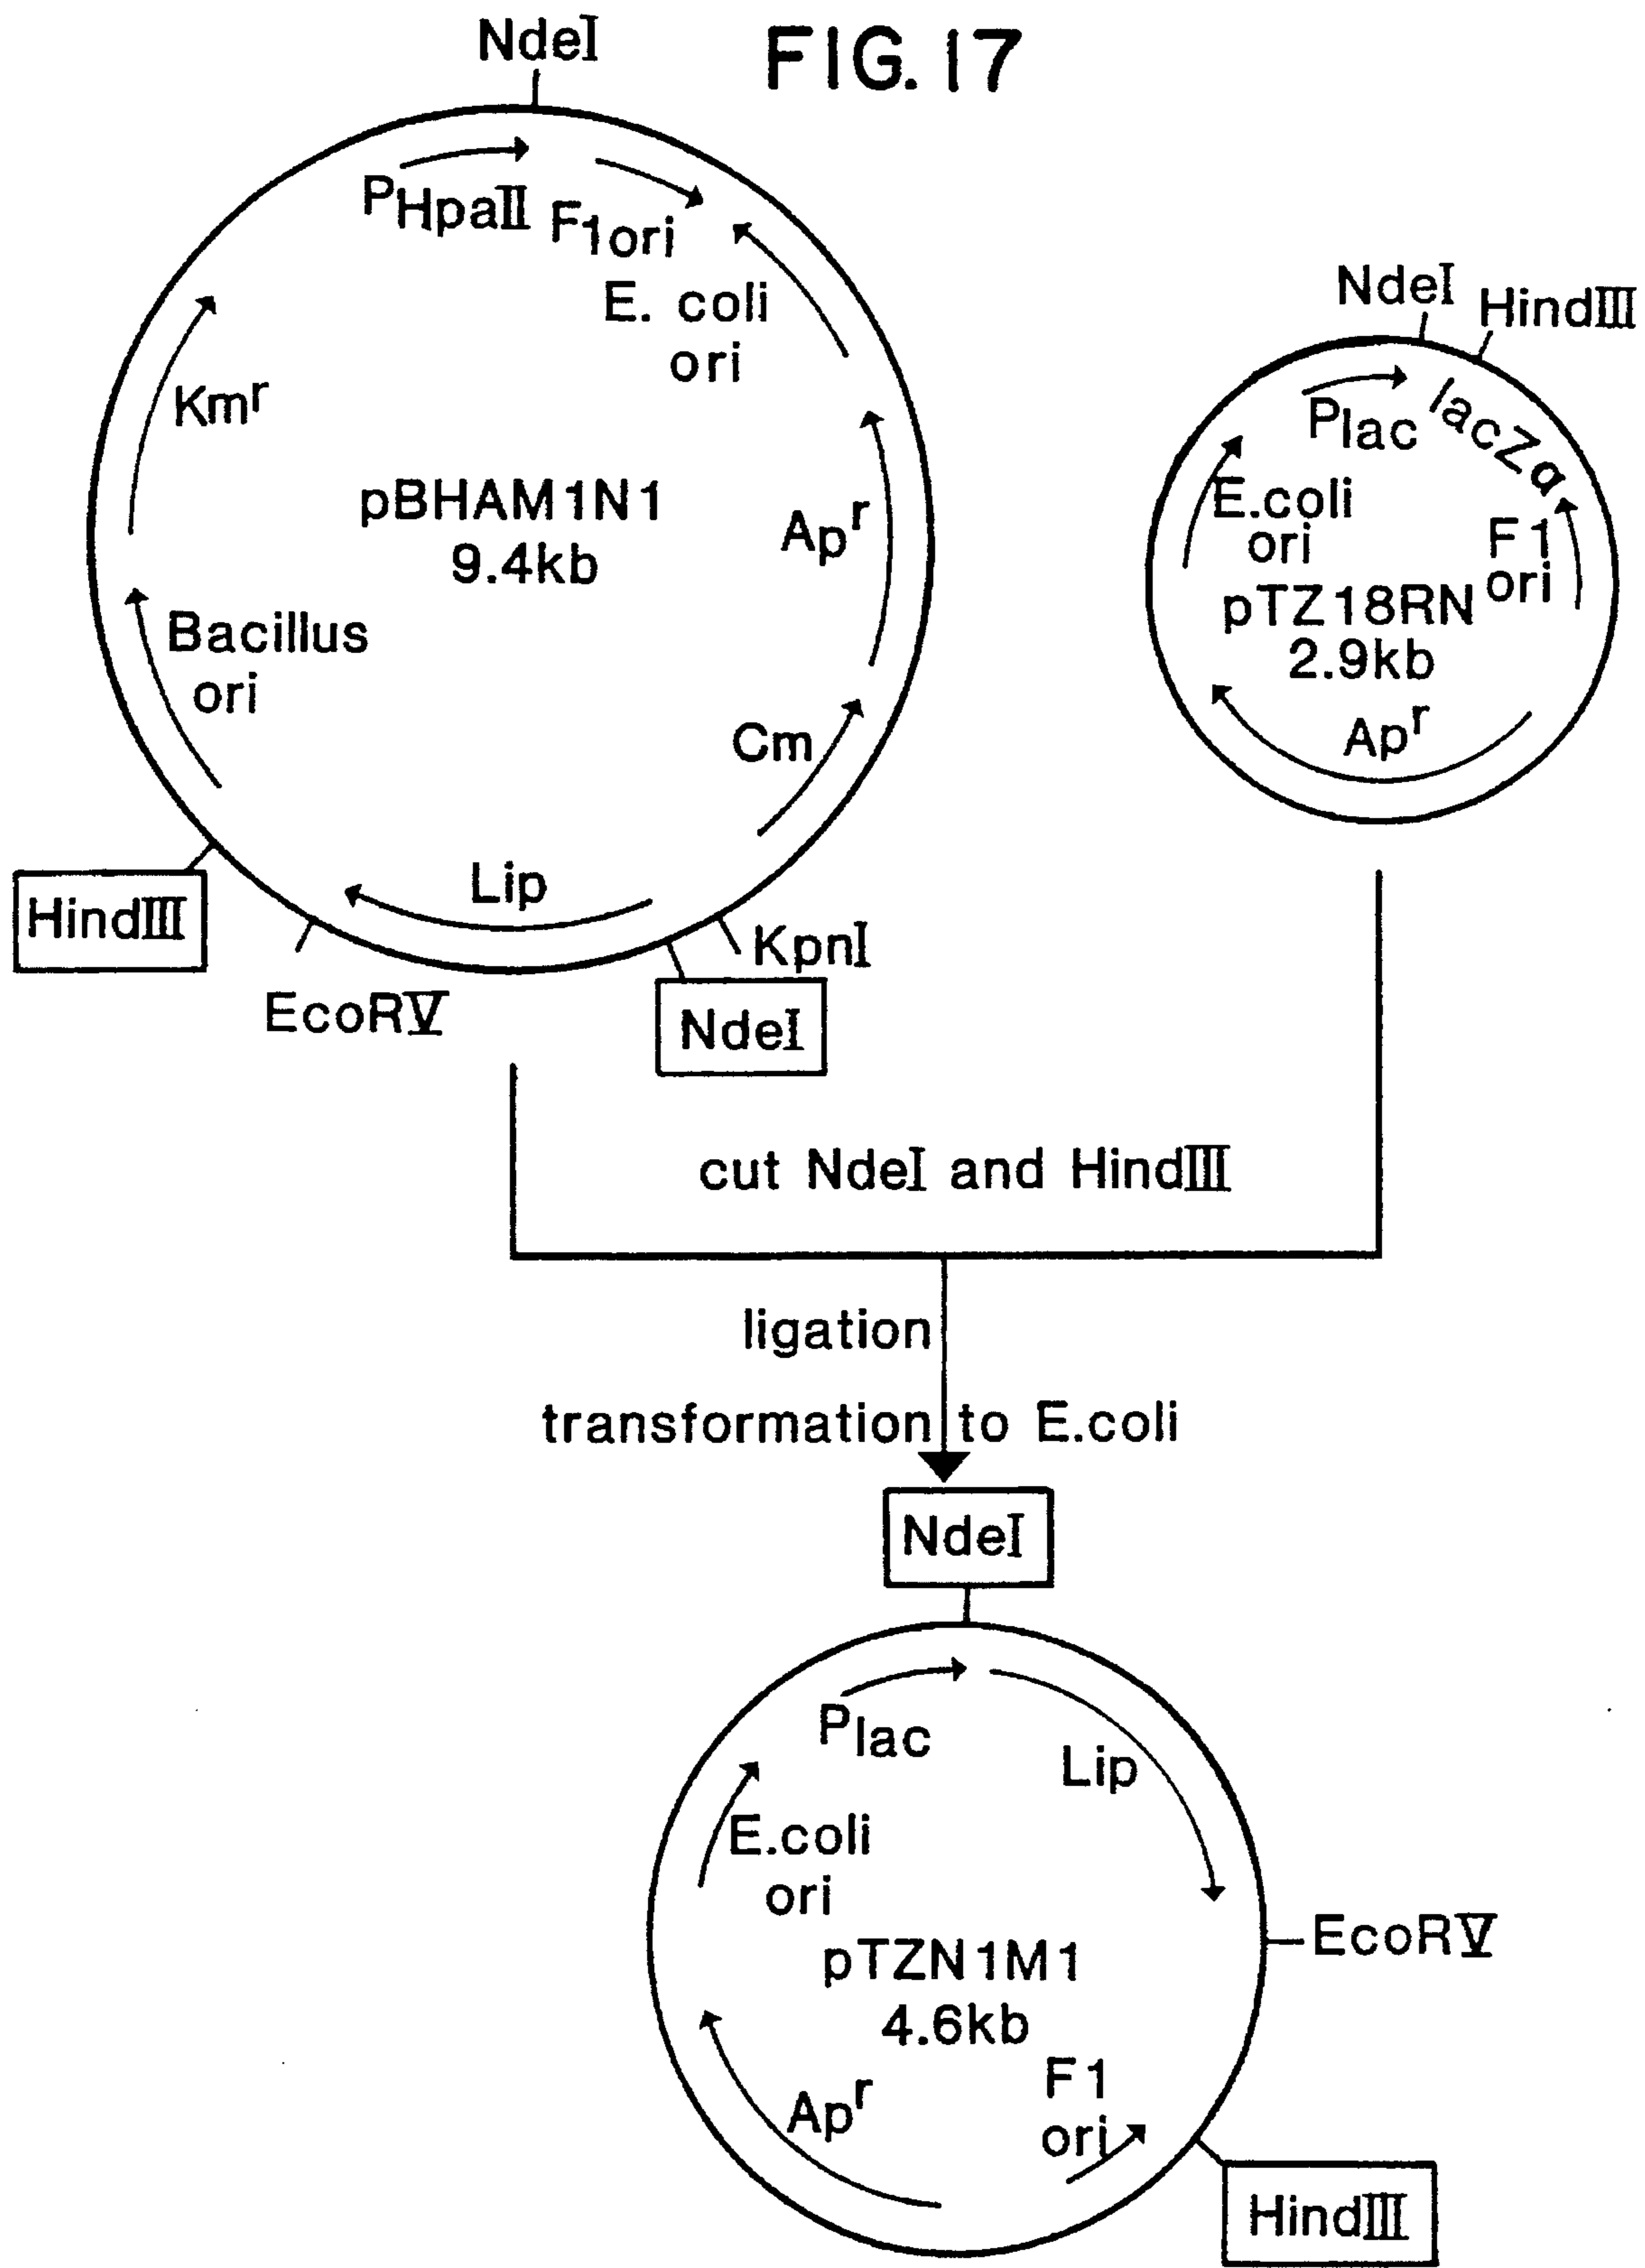 FIG. 17
NdeI
PHpaII
F1ori
E. coli
ori
Kmr
pBHAM1N1
9.4kb
Apr
Bacillus
ori
Cm
Lip
HindIII
EcoRV
KpnI
NdeI
NdeI
HindIII
Plac
lacZα
E.coli
ori
F1
ori
pTZ18RN
2.9kb
Apr
cut NdeI and HindIII
ligation
transformation to E.coli
NdeI
Plac
Lip
E.coli
ori
pTZN1M1
4.6kb
EcoRV
Apr
F1
ori
HindIII